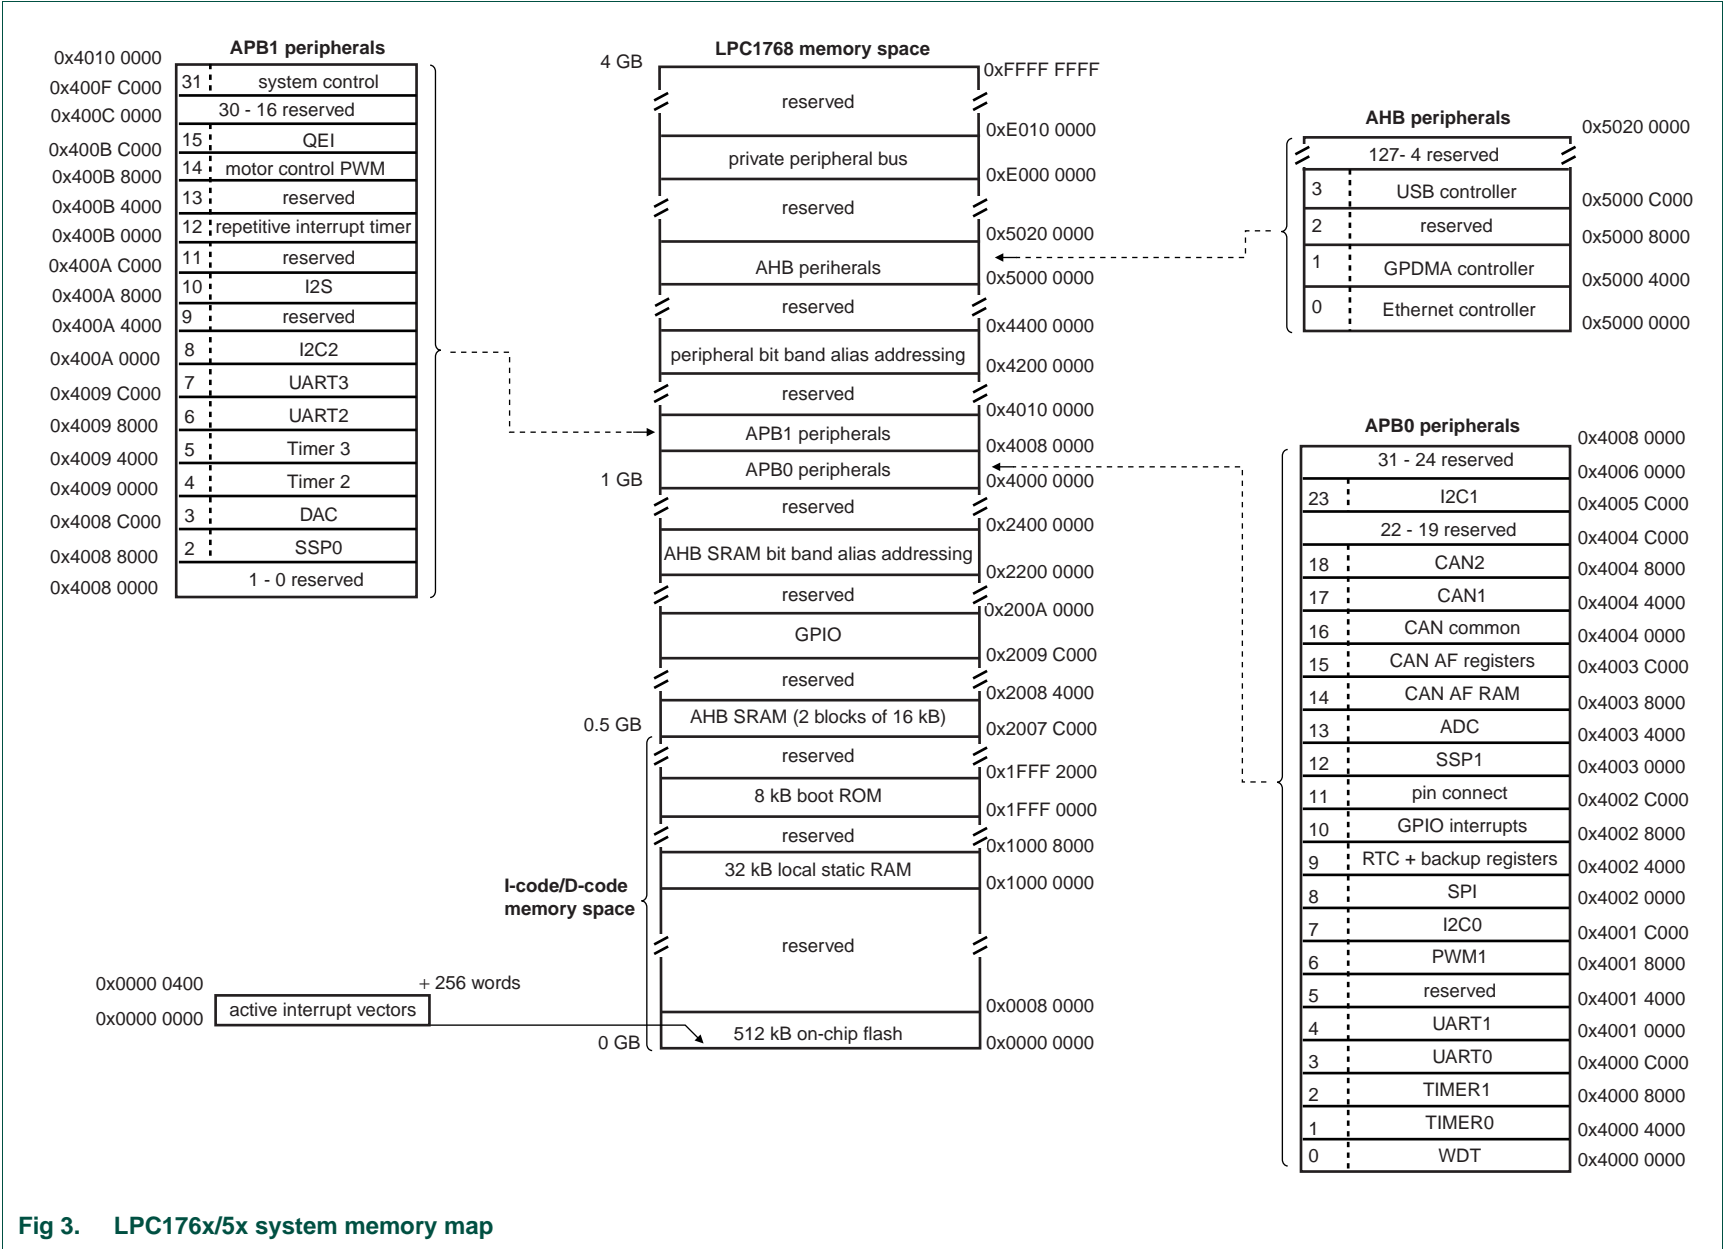 APB1 peripherals
0x4010 0000
31 system control
0x400F C000
30 - 16 reserved
0x400C 0000
15 QEI
0x400B C000
14 motor control PWM
0x400B 8000
13 reserved
0x400B 4000
12 repetitive interrupt timer
0x400B 0000
11 reserved
0x400A C000
10 I2S
0x400A 8000
9 reserved
0x400A 4000
8 I2C2
0x400A 0000
7 UART3
0x4009 C000
6 UART2
0x4009 8000
5 Timer 3
0x4009 4000
4 Timer 2
0x4009 0000
3 DAC
0x4008 C000
2 SSP0
0x4008 8000
1 - 0 reserved
0x4008 0000
LPC1768 memory space
4 GB
0xFFFF FFFF
reserved
0xE010 0000
private peripheral bus
0xE000 0000
reserved
0x5020 0000
AHB periherals
0x5000 0000
reserved
0x4400 0000
peripheral bit band alias addressing
0x4200 0000
reserved
0x4010 0000
APB1 peripherals
0x4008 0000
APB0 peripherals
1 GB
0x4000 0000
reserved
0x2400 0000
AHB SRAM bit band alias addressing
0x2200 0000
reserved
0x200A 0000
GPIO
0x2009 C000
reserved
0x2008 4000
AHB SRAM (2 blocks of 16 kB)
0.5 GB
0x2007 C000
reserved
0x1FFF 2000
8 kB boot ROM
0x1FFF 0000
reserved
0x1000 8000
32 kB local static RAM
0x1000 0000
I-code/D-code
memory space
reserved
0x0008 0000
512 kB on-chip flash
0 GB
0x0000 0000
0x0000 0400
+ 256 words
active interrupt vectors
0x0000 0000
AHB peripherals
0x5020 0000
127- 4 reserved
3 USB controller
0x5000 C000
2 reserved
0x5000 8000
1 GPDMA controller
0x5000 4000
0 Ethernet controller
0x5000 0000
APB0 peripherals
0x4008 0000
31 - 24 reserved
0x4006 0000
23 I2C1
0x4005 C000
22 - 19 reserved
0x4004 C000
18 CAN2
0x4004 8000
17 CAN1
0x4004 4000
16 CAN common
0x4004 0000
15 CAN AF registers
0x4003 C000
14 CAN AF RAM
0x4003 8000
13 ADC
0x4003 4000
12 SSP1
0x4003 0000
11 pin connect
0x4002 C000
10 GPIO interrupts
0x4002 8000
9 RTC + backup registers
0x4002 4000
8 SPI
0x4002 0000
7 I2C0
0x4001 C000
6 PWM1
0x4001 8000
5 reserved
0x4001 4000
4 UART1
0x4001 0000
3 UART0
0x4000 C000
2 TIMER1
0x4000 8000
1 TIMER0
0x4000 4000
0 WDT
0x4000 0000
Fig 3. LPC176x/5x system memory map